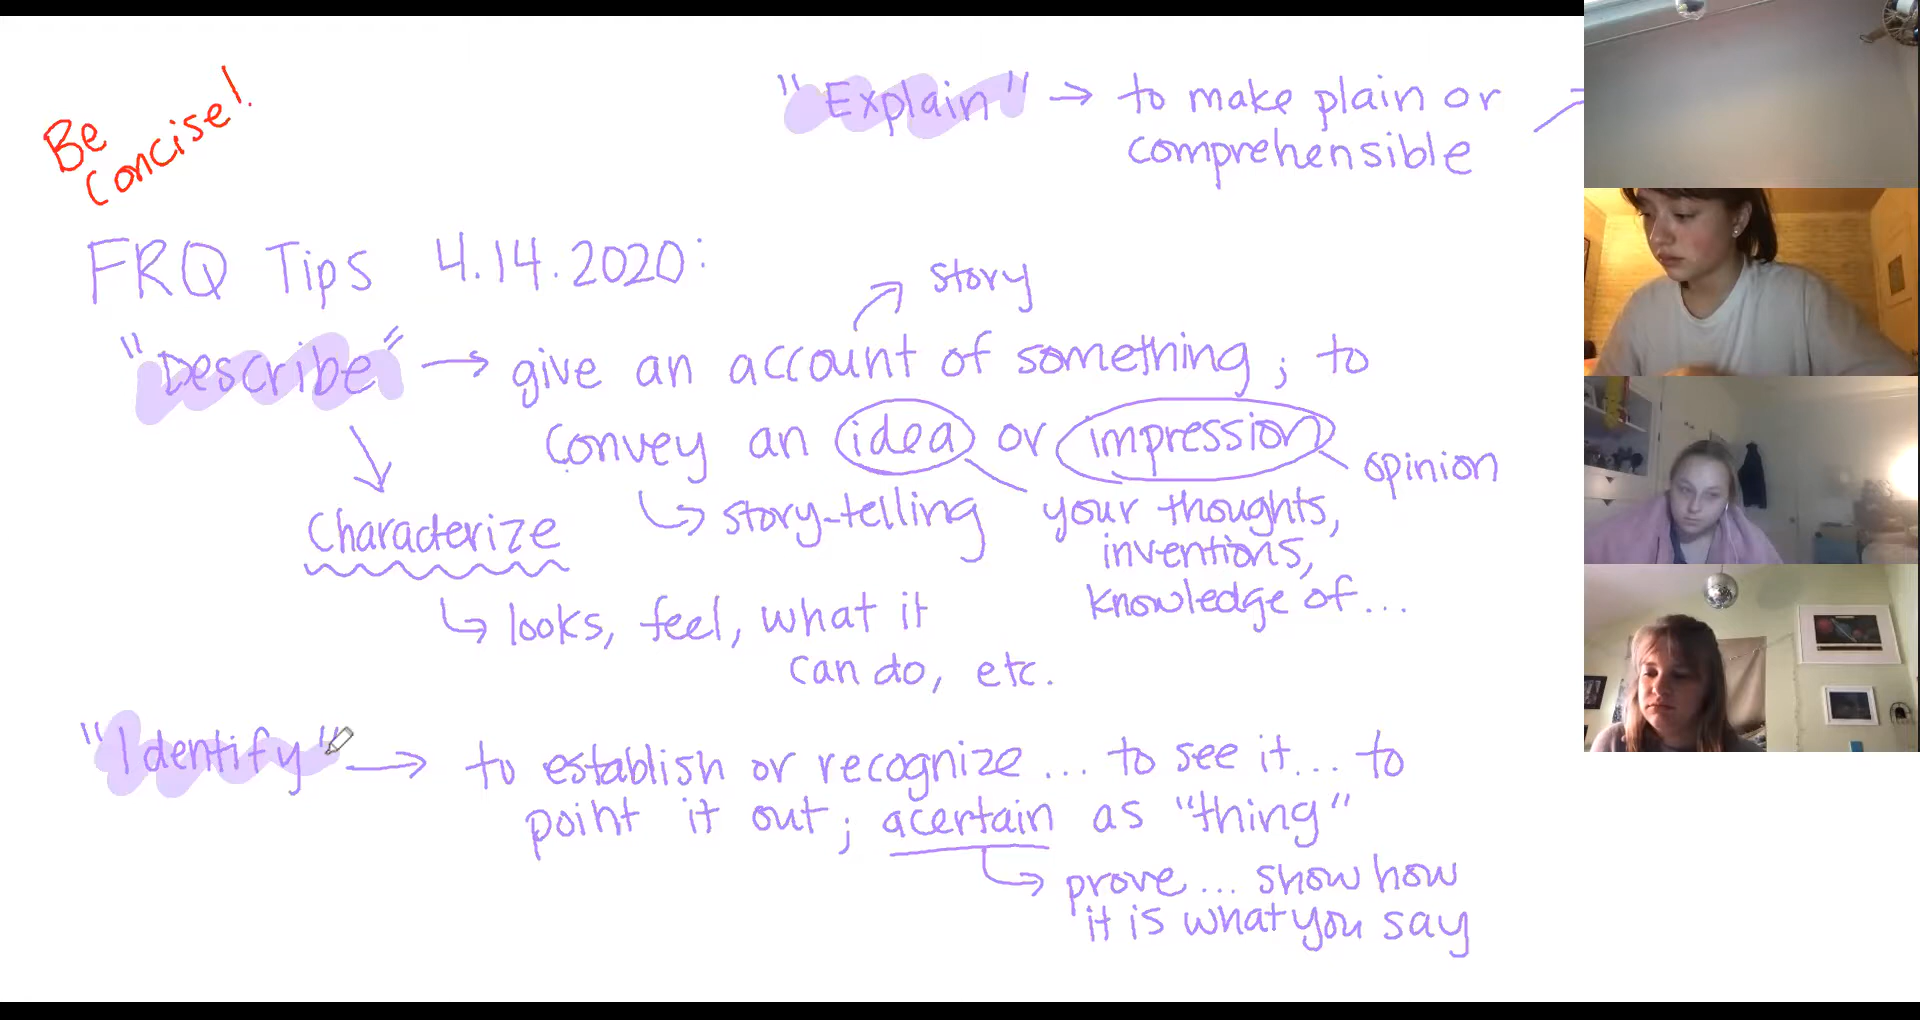 Be
Concise!
"Explain" → to make plain or
comprehensible
FRQ Tips 4.14.2020:
story
"Describe" → give an account of something; to
convey an idea or impression
opinion
story-telling
your thoughts,
inventions,
knowledge of...
Characterize
looks, feel, what it
can do, etc.
"Identify" → to establish or recognize... to see it... to
point it out; acertain as "thing"
prove... show how
it is what you say